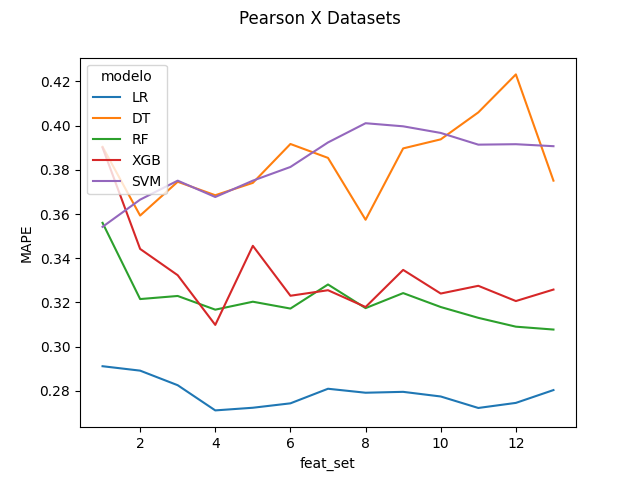 Pearson X Datasets
modelo
LR
DT
RF
XGB
SVM
MAPE
0.42
0.40
0.38
0.36
0.34
0.32
0.30
0.28
2 4 6 8 10 12
feat_set